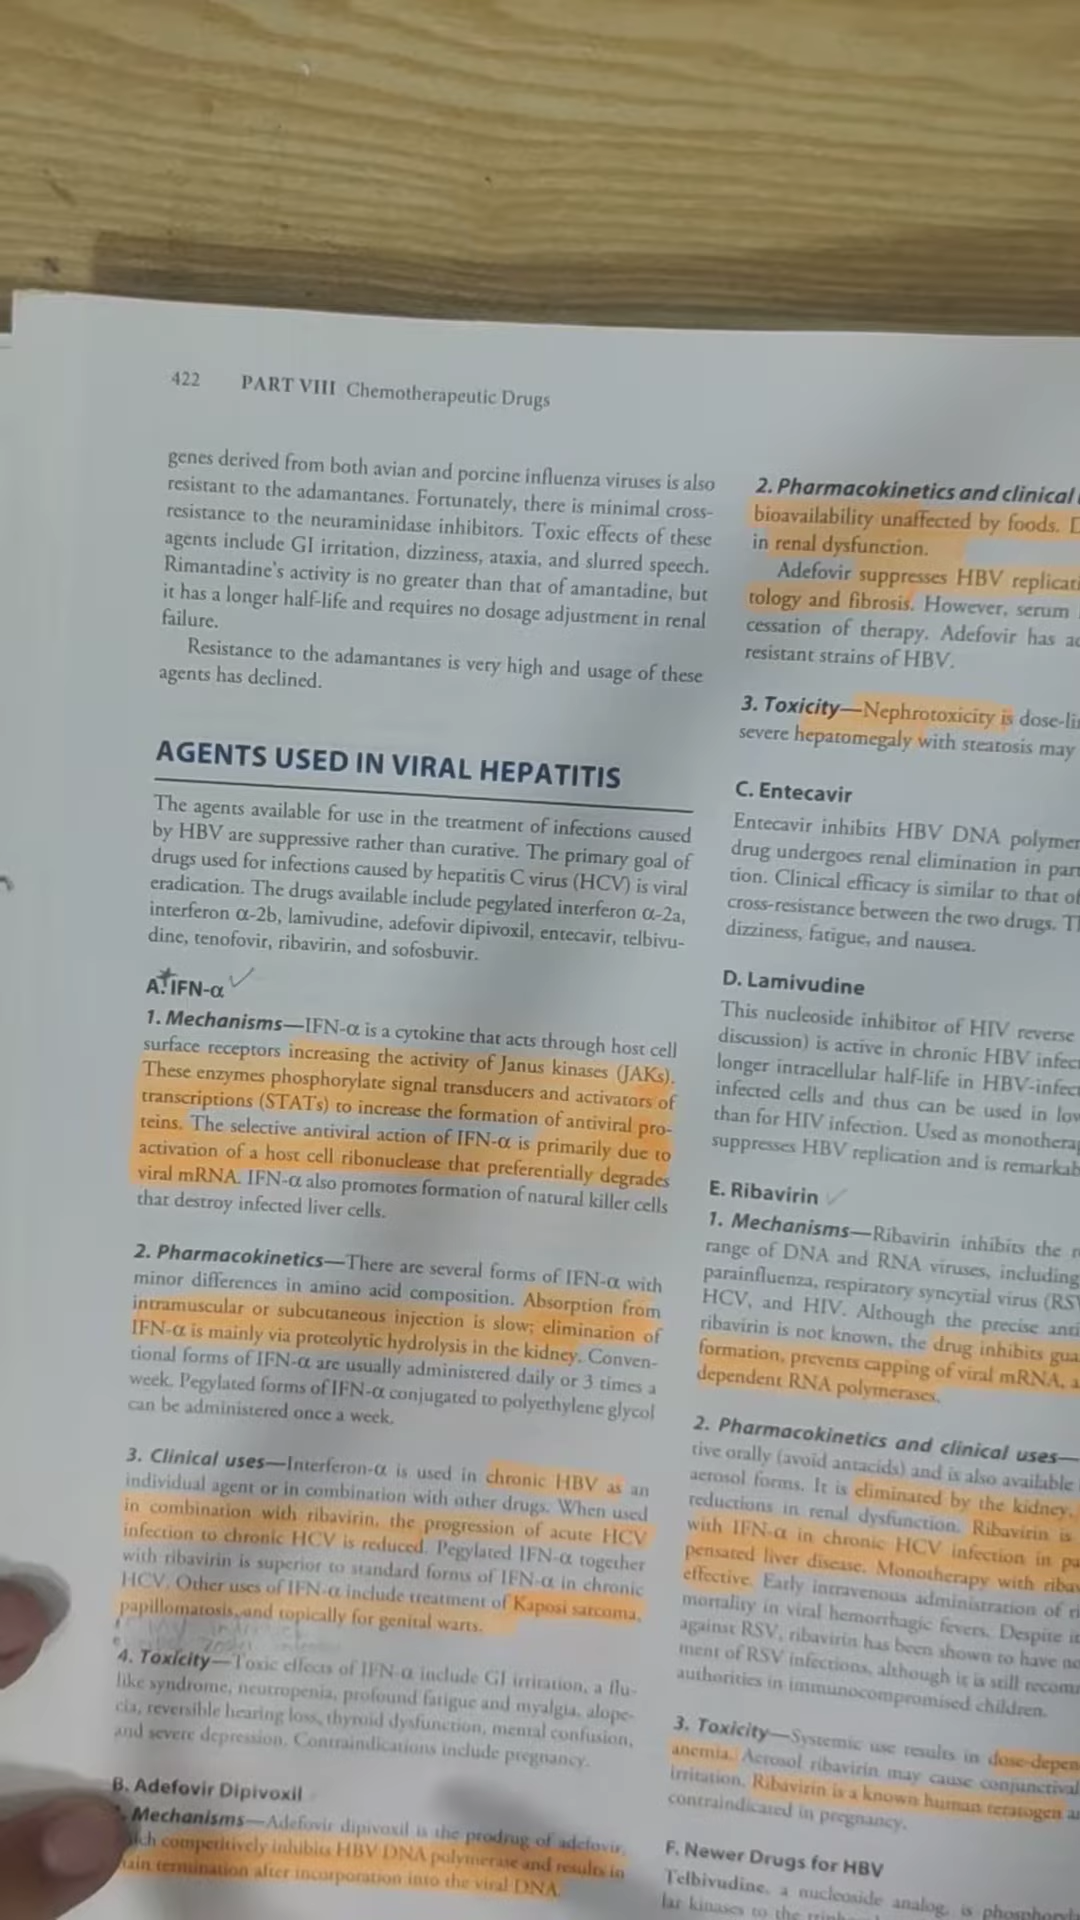 422 PART VIII Chemotherapeutic Drugs
genes derived from both avian and porcine influenza viruses is also
resistant to the adamantanes. Fortunately, there is minimal cross-
resistance to the neuraminidase inhibitors. Toxic effects of these
agents include GI irritation, dizziness, ataxia, and slurred speech.
Rimantadine's activity is no greater than that of amantadine, but
it has a longer half-life and requires no dosage adjustment in renal
failure.
Resistance to the adamantanes is very high and usage of these
agents has declined.
AGENTS USED IN VIRAL HEPATITIS
The agents available for use in the treatment of infections caused
by HBV are suppressive rather than curative. The primary goal of
drugs used for infections caused by hepatitis C virus (HCV) is viral
eradication. The drugs available include pegylated interferon α-2a,
interferon α-2b, lamivudine, adefovir dipivoxil, entecavir, telbivu-
dine, tenofovir, ribavirin, and sofosbuvir.
A. IFN-α
1. Mechanisms—IFN-α is a cytokine that acts through host cell
surface receptors increasing the activity of Janus kinases (JAKs).
These enzymes phosphorylate signal transducers and activators of
transcriptions (STATs) to increase the formation of antiviral pro-
teins. The selective antiviral action of IFN-α is primarily due to
activation of a host cell ribonuclease that preferentially degrades
viral mRNA. IFN-α also promotes formation of natural killer cells
that destroy infected liver cells.
2. Pharmacokinetics—There are several forms of IFN-α with
minor differences in amino acid composition. Absorption from
intramuscular or subcutaneous injection is slow; elimination of
IFN-α is mainly via proteolytic hydrolysis in the kidney. Conven-
tional forms of IFN-α are usually administered daily or 3 times a
week. Pegylated forms of IFN-α conjugated to polyethylene glycol
can be administered once a week.
3. Clinical uses—Interferon-α is used in chronic HBV as an
individual agent or in combination with other drugs. When used
in combination with ribavirin, the progression of acute HCV
infection to chronic HCV is reduced. Pegylated IFN-α together
with ribavirin is superior to standard forms of IFN-α in chronic
HCV. Other uses of IFN-α include treatment of Kaposi sarcoma,
papillomatosis, and topically for genital warts.
4. Toxicity—Toxic effects of IFN-α include GI irritation, a flu-
like syndrome, neutropenia, profound fatigue and myalgia, alope-
cia, reversible hearing loss, thyroid dysfunction, mental confusion,
and severe depression. Contraindications include pregnancy.
B. Adefovir Dipivoxil
Mechanisms—Adefovir dipivoxil is the prodrug of adefovir,
competitively inhibits HBV DNA polymerase and results in
termination after incorporation into the viral DNA.
2. Pharmacokinetics and clinical
bioavailability unaffected by foods.
in renal dysfunction.
Adefovir suppresses HBV
tology and fibrosis. However, serum
cessation of therapy. Adefovir has
resistant strains of HBV.
3. Toxicity—Nephrotoxicity is
severe hepatomegaly with steatosis may
C. Entecavir
Entecavir inhibits HBV DNA
drug undergoes renal elimination in
tion. Clinical efficacy is similar to that
cross-resistance between the two drugs.
dizziness, fatigue, and nausea.
D. Lamivudine
This nucleoside inhibitor of HIV reverse
discussion) is active in chronic HBV
longer intracellular half-life in
infected cells and thus can be used in
than for HIV infection. Used as
suppresses HBV replication and is
E. Ribavirin
1. Mechanisms—Ribavirin inhibits the
range of DNA and RNA viruses, including
parainfluenza, respiratory syncytial virus
HCV, and HIV. Although the precise
ribavirin is not known, the drug inhibits
formation, prevents capping of viral mRNA,
dependent RNA polymerases.
2. Pharmacokinetics and clinical uses—
tive orally (avoid antacids) and is also available
aerosol forms. It is eliminated by the kidney,
reductions in renal dysfunction. Ribavirin is
with IFN-α in chronic HCV infection in
pensated liver disease. Monotherapy with
effective. Early intravenous administration of
mortality in viral hemorrhagic fevers. Despite
against RSV, ribavirin has been shown to have
ment of RSV infections, although it is still
authorities in immunocompromised children.
3. Toxicity—Systemic use results in
anemia. Aerosol ribavirin may cause
irritation. Ribavirin is a known human teratogen
contraindicated in pregnancy.
F. Newer Drugs for HBV
Telbivudine, a nucleoside analog, is
lar kinases to the